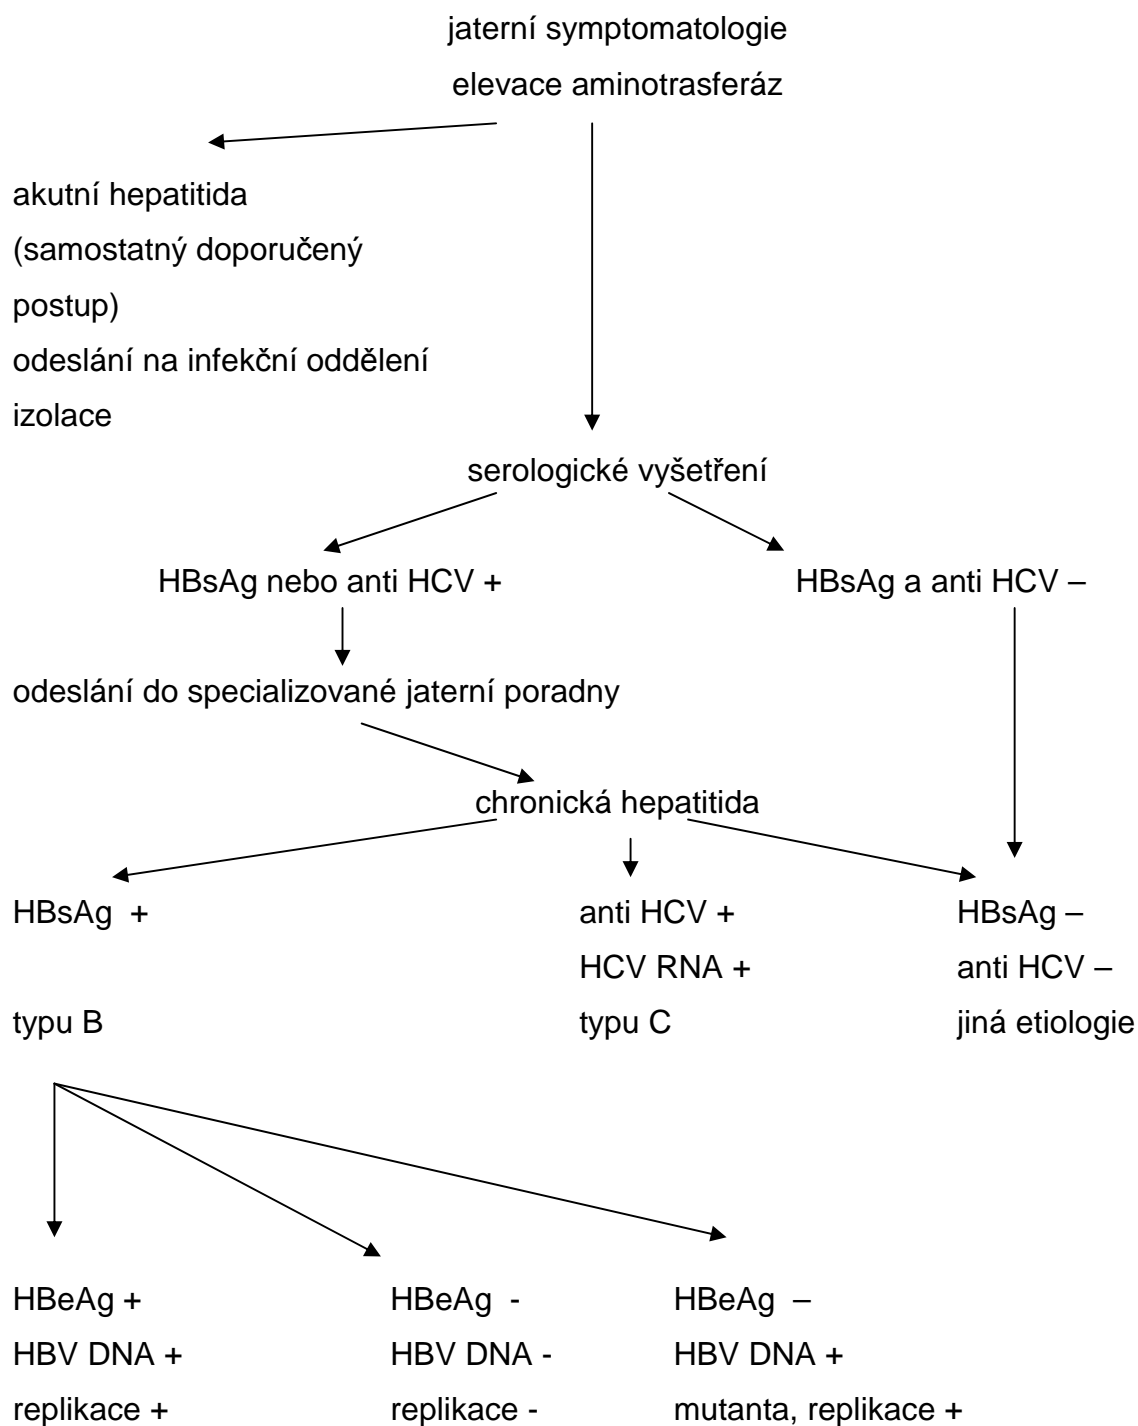 jaterní symptomatologie
elevace aminotrasferáz
akutní hepatitida
(samostatný doporučený
postup)
odeslání na infekční oddělení
izolace
serologické vyšetření
HBsAg nebo anti HCV +
HBsAg a anti HCV –
odeslání do specializované jaterní poradny
chronická hepatitida
HBsAg +
typu B
anti HCV +
HCV RNA +
typu C
HBsAg –
anti HCV –
jiná etiologie
HBeAg +
HBV DNA +
replikace +
HBeAg -
HBV DNA -
replikace -
HBeAg –
HBV DNA +
mutanta, replikace +